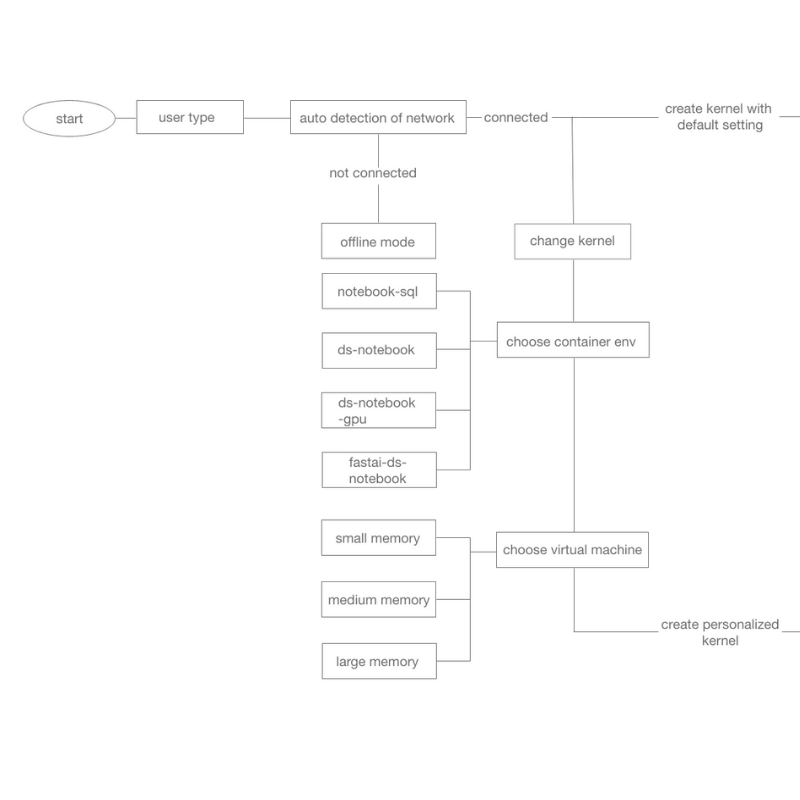 start
user type
auto detection of network
connected
create kernel with
default setting
not connected
offline mode
change kernel
notebook-sql
choose container env
ds-notebook
ds-notebook
-gpu
fastai-ds-
notebook
small memory
choose virtual machine
medium memory
create personalized
kernel
large memory